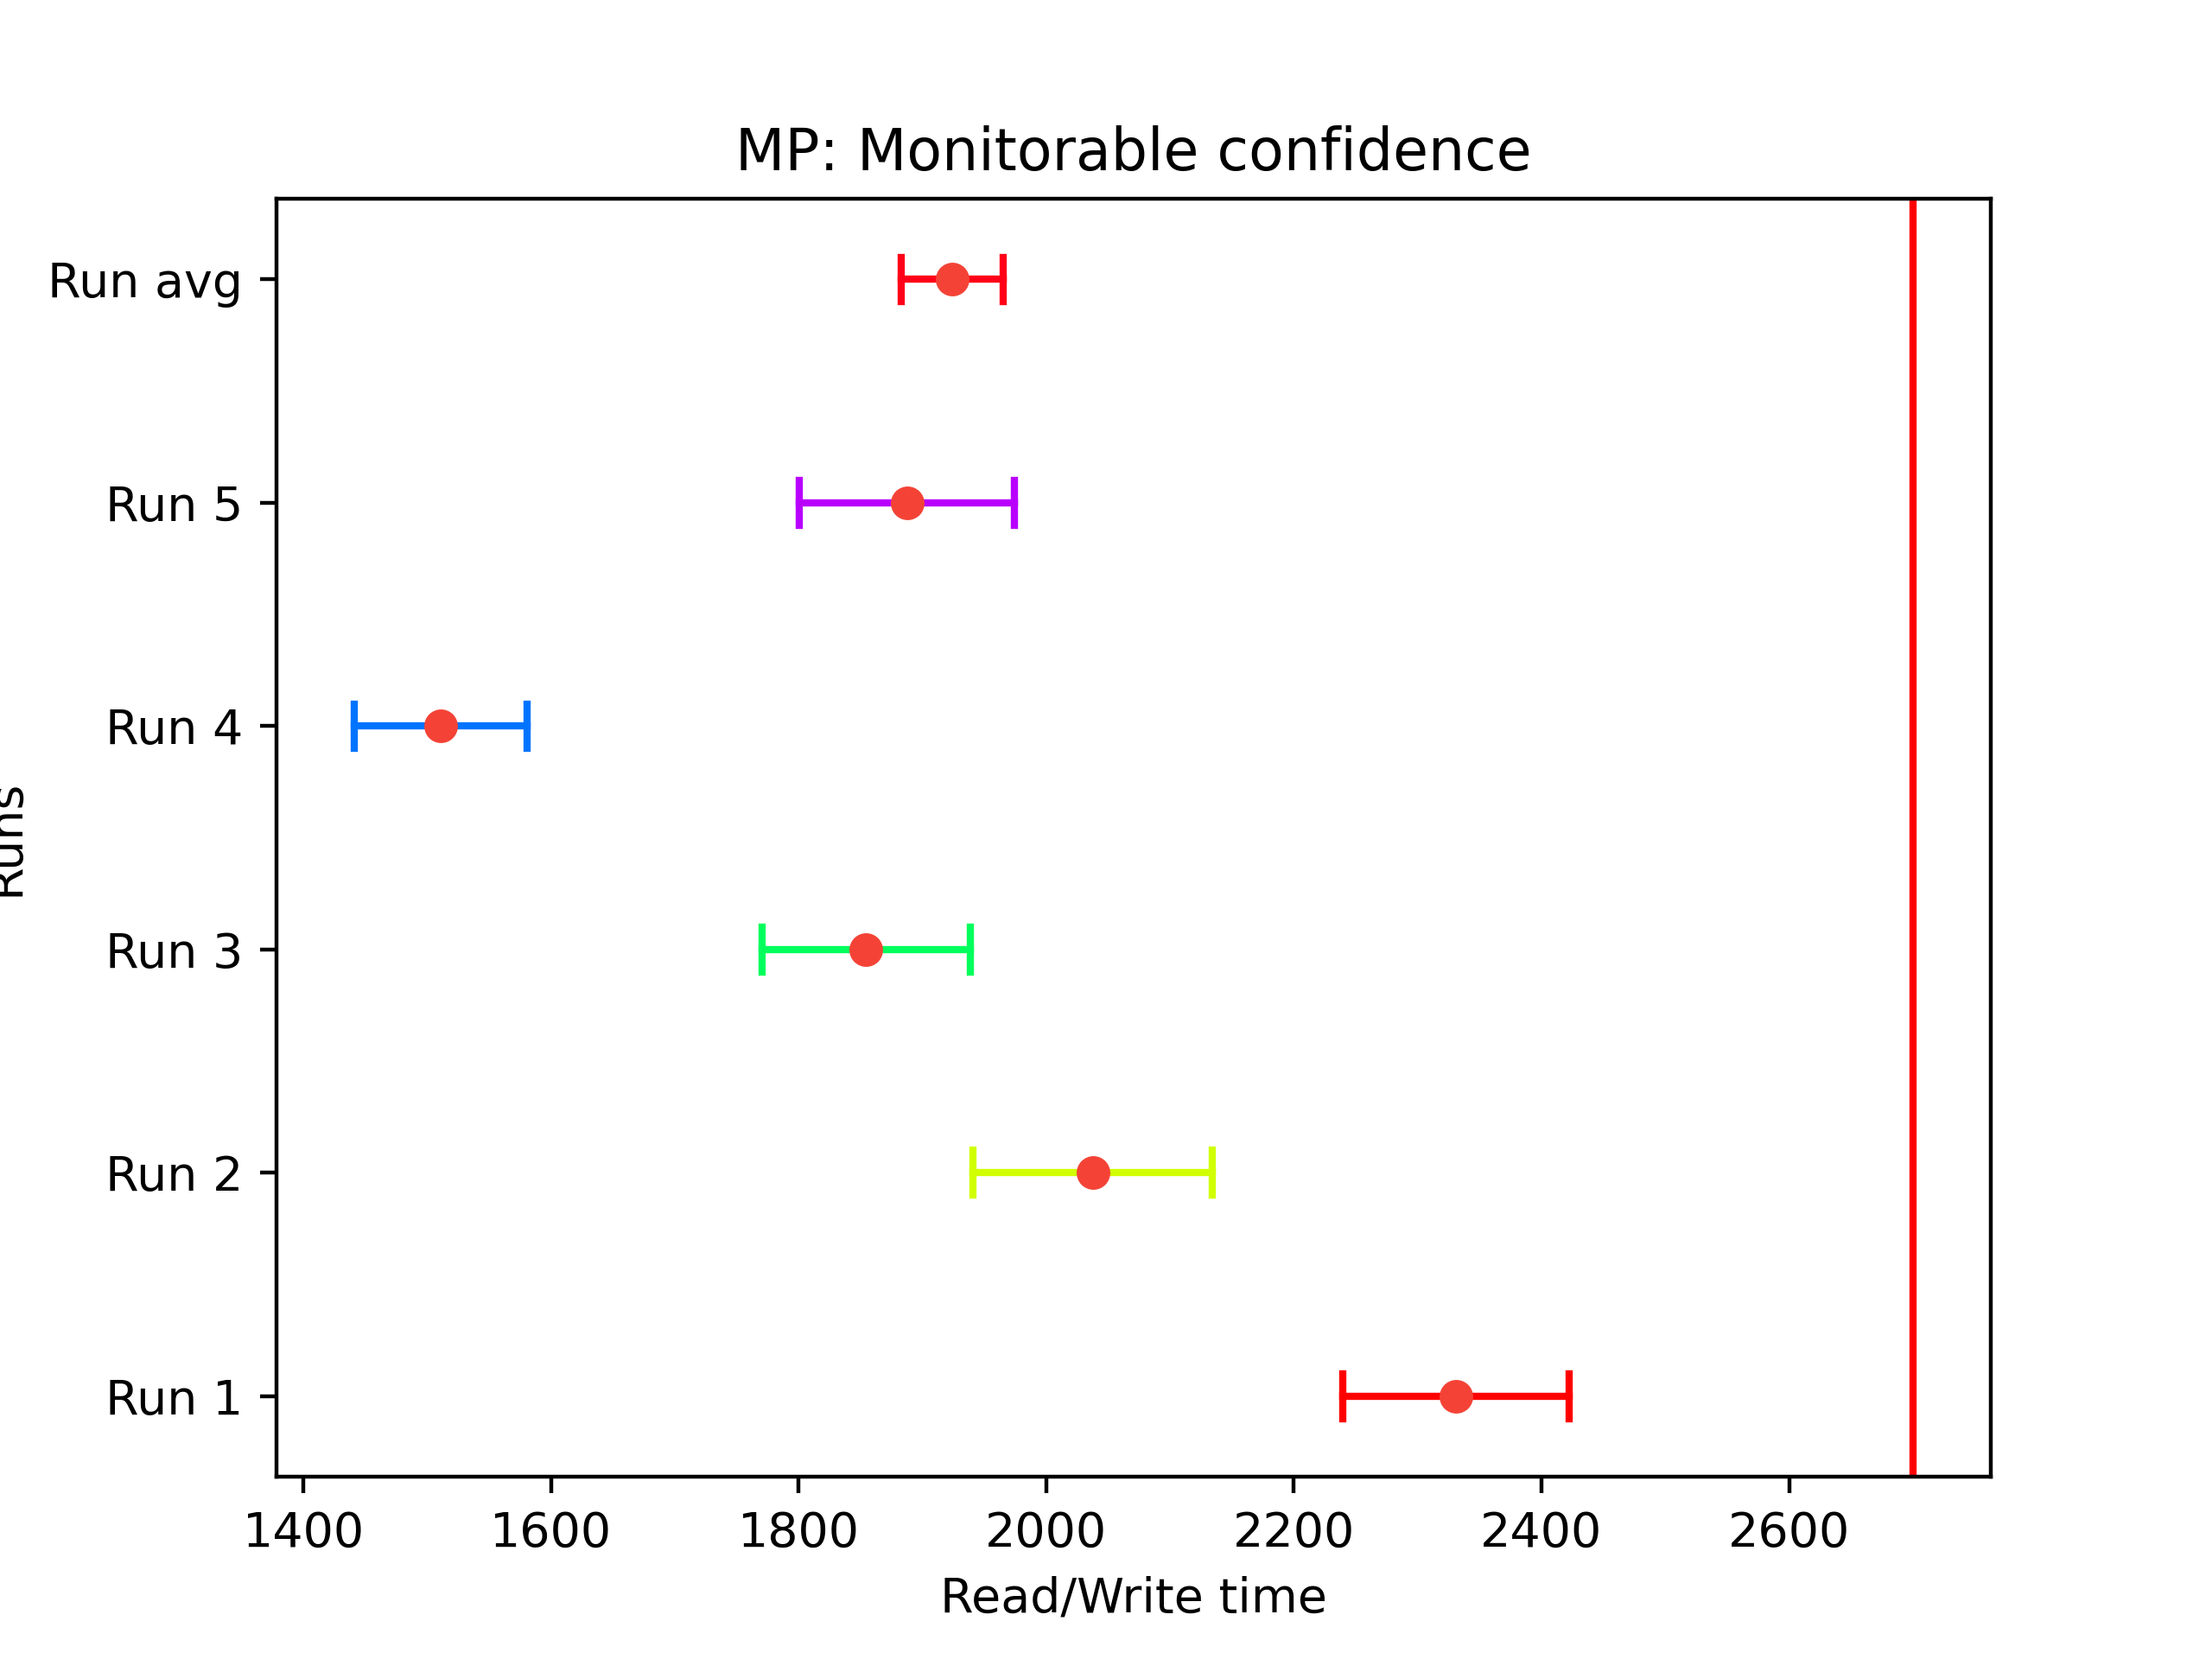 MP: Monitorable confidence
Run avg
Run 5
Run 4
Runs
Run 3
Run 2
Run 1
1400 1600 1800 2000 2200 2400 2600
Read/Write time